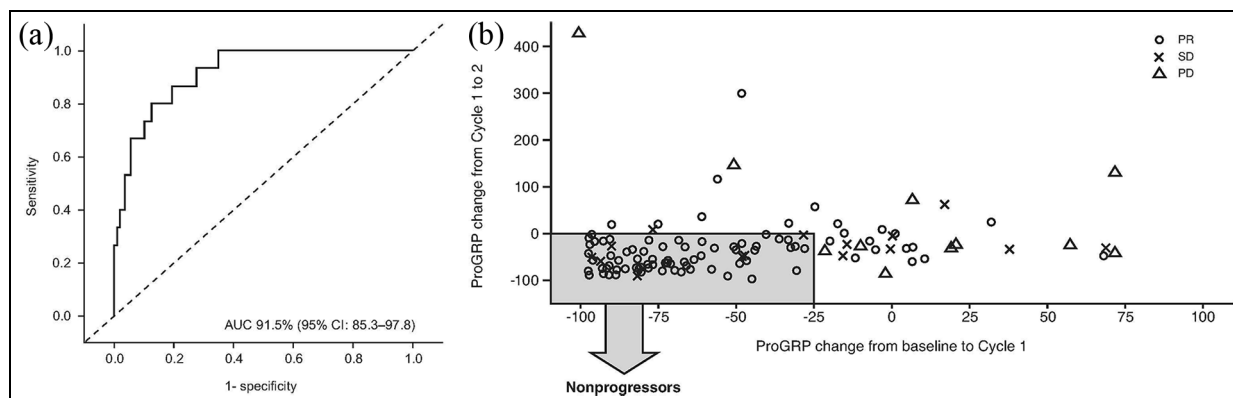 (a)
1.0
0.8
0.6
0.4
0.2
0.0
Sensitivity
AUC 91.5% (95% CI: 85.3–97.8)
0.0 0.2 0.4 0.6 0.8 1.0
1- specificity
(b)
400
300
200
100
0
-100
ProGRP change from Cycle 1 to 2
PR
SD
PD
-100 -75 -50 -25 0 25 50 75 100
ProGRP change from baseline to Cycle 1
Nonprogressors